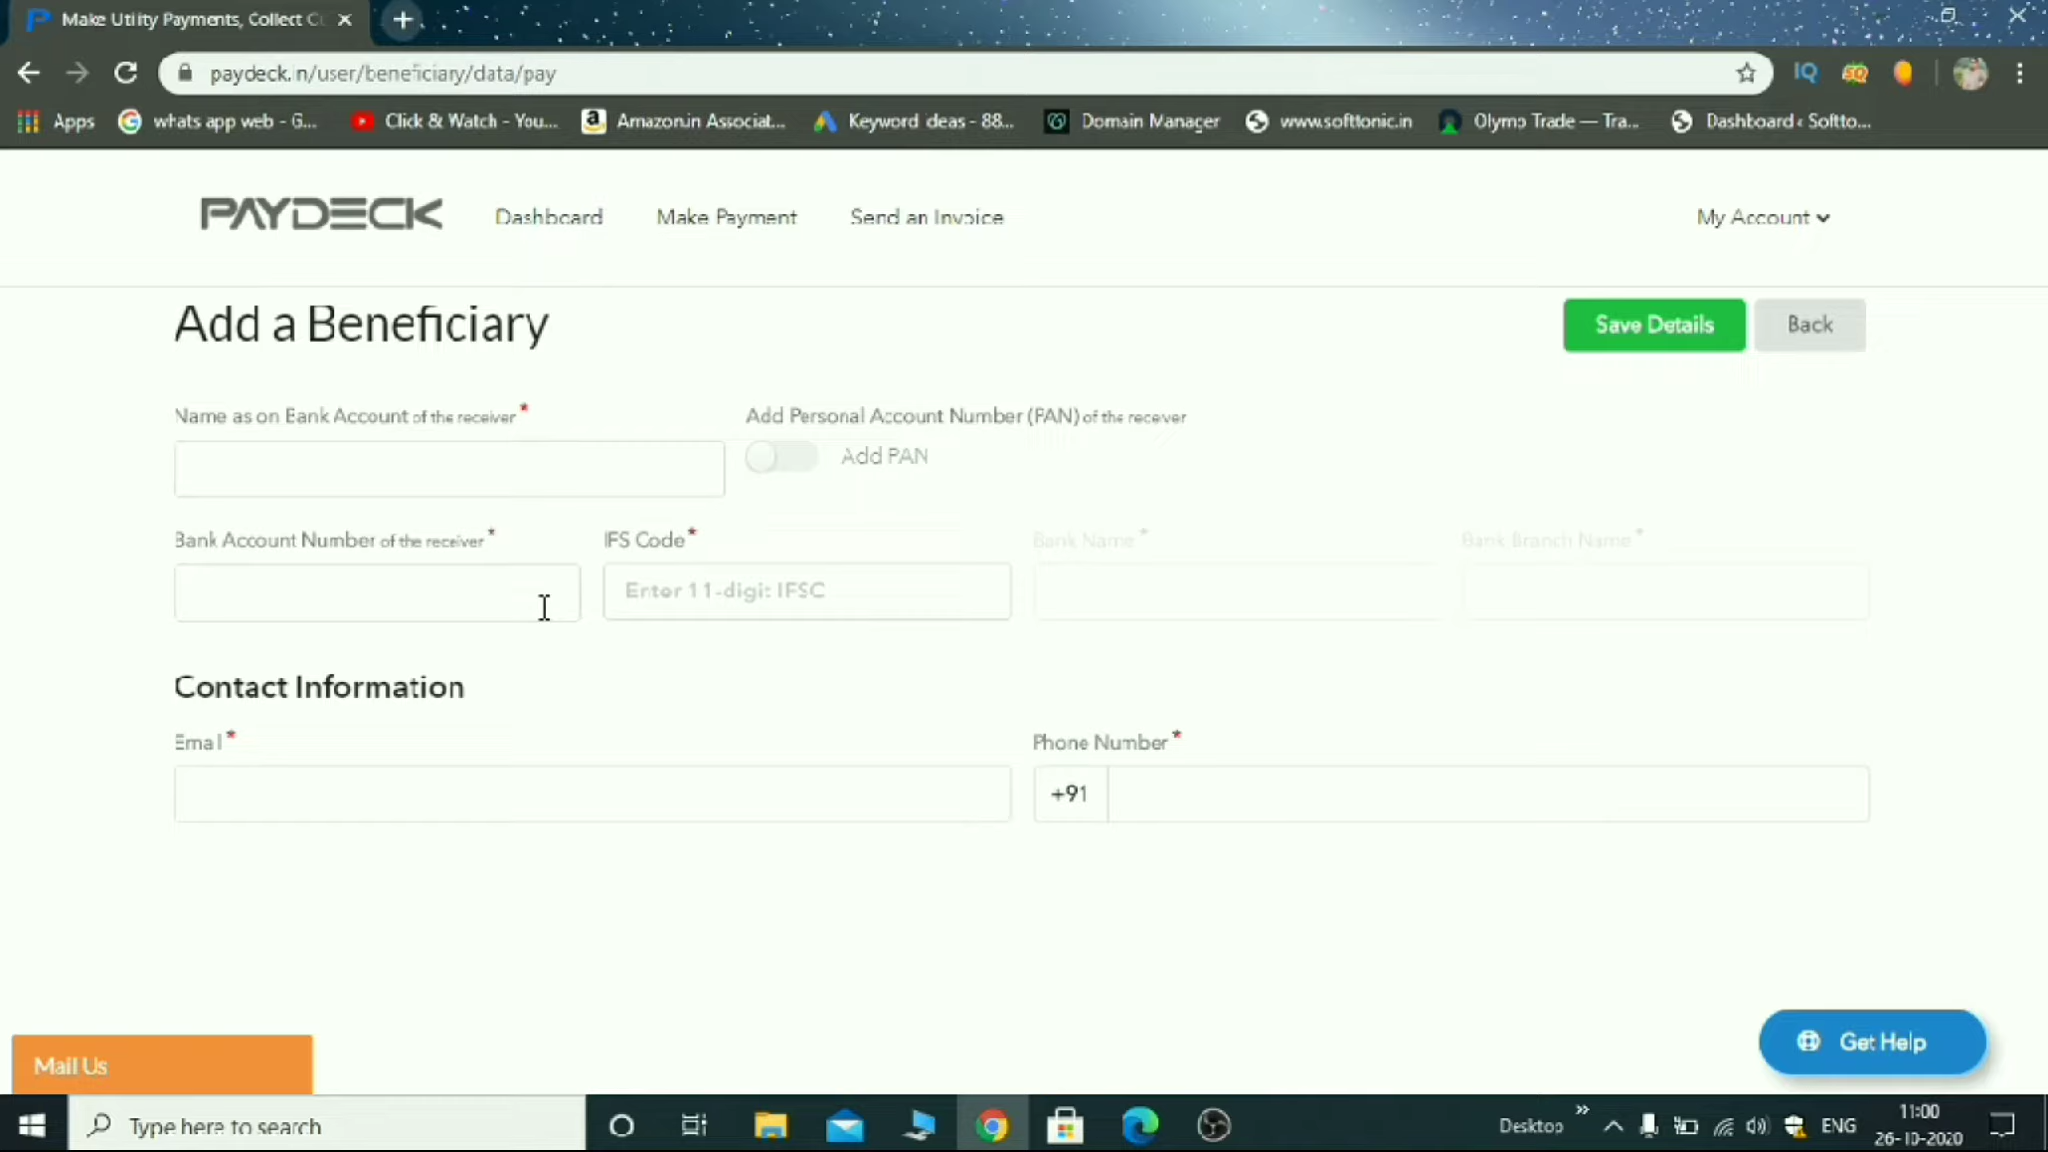 Make Utility Payments, Collect C
paydeck.in/user/beneficiary/data/pay
IQ
SQ
Apps
whats app web - G...
Click & Watch - You...
Amazon.in Associat...
Keyword ideas - 88...
Domain Manager
www.softtonic.in
Olymp Trade — Tra...
Dashboard ‹ Softto...
PAYDECK
Dashboard
Make Payment
Send an Invoice
My Account
Add a Beneficiary
Save Details
Back
Name as on Bank Account of the receiver *
Add Personal Account Number (PAN) of the receiver
Add PAN
Bank Account Number of the receiver *
IFS Code *
Bank Name *
Bank Branch Name *
Enter 11-digit IFSC
Contact Information
Email *
Phone Number *
+91
Get Help
Mail Us
Type here to search
Desktop
ENG
11:00
26-10-2020